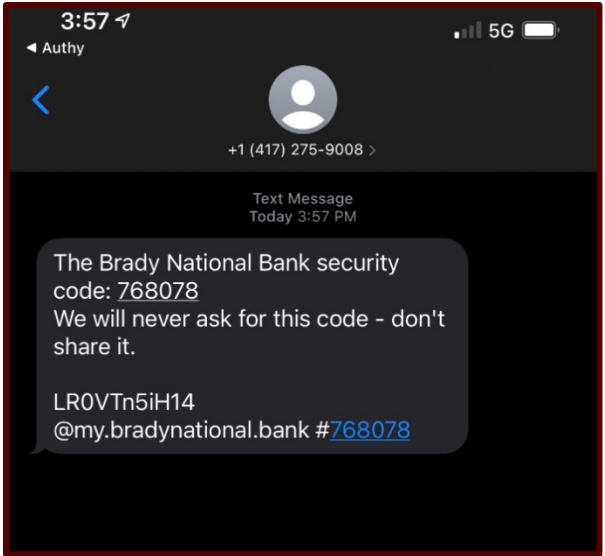 3:57
5G
◀ Authy
+1 (417) 275-9008 >
Text Message
Today 3:57 PM
The Brady National Bank security
code: 768078
We will never ask for this code - don't
share it.
LR0VTn5iH14
@my.bradynational.bank #768078